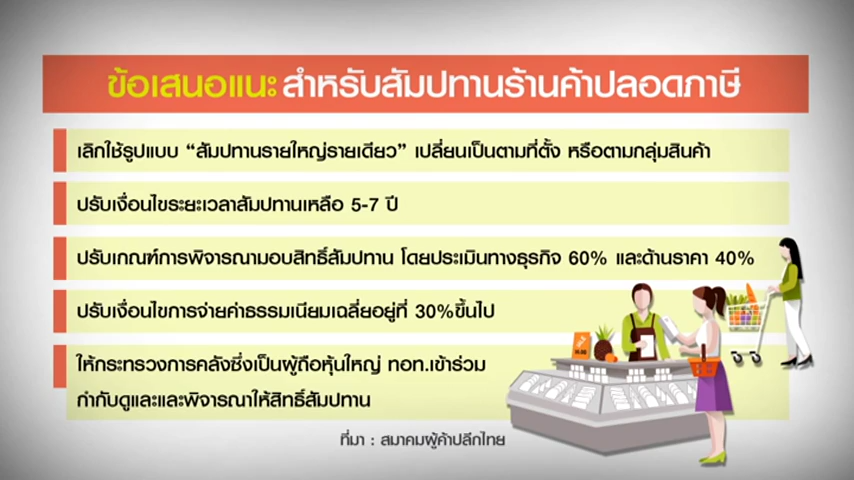 ข้อเสนอแนะ สำหรับสัมปทานร้านค้าปลอดภาษี
เลิกใช้รูปแบบ “สัมปทานรายใหญ่รายเดียว” เปลี่ยนเป็นตามที่ตั้ง หรือตามกลุ่มสินค้า
ปรับเงื่อนไขระยะเวลาสัมปทานเหลือ 5-7 ปี
ปรับเกณฑ์การพิจารณามอบสิทธิ์สัมปทาน โดยประเมินทางธุรกิจ 60% และด้านราคา 40%
ปรับเงื่อนไขการจ่ายค่าธรรมเนียมเฉลี่ยอยู่ที่ 30%ขึ้นไป
ให้กระทรวงการคลังซึ่งเป็นผู้ถือหุ้นใหญ่ ทอท.เข้าร่วม
กำกับดูแลและและพิจารณาให้สิทธิ์สัมปทาน
ที่มา : สมาคมผู้ค้าปลีกไทย